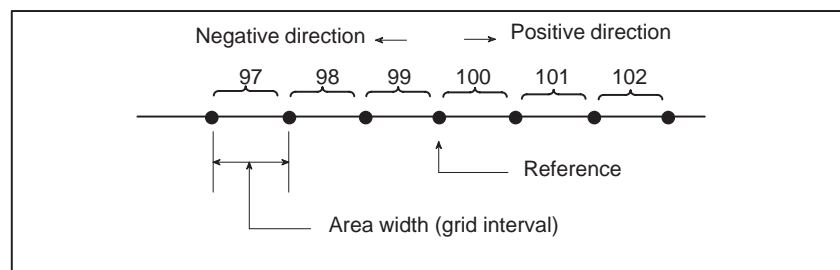 Negative direction
Positive direction
97 98 99 100 101 102
Reference
Area width (grid interval)